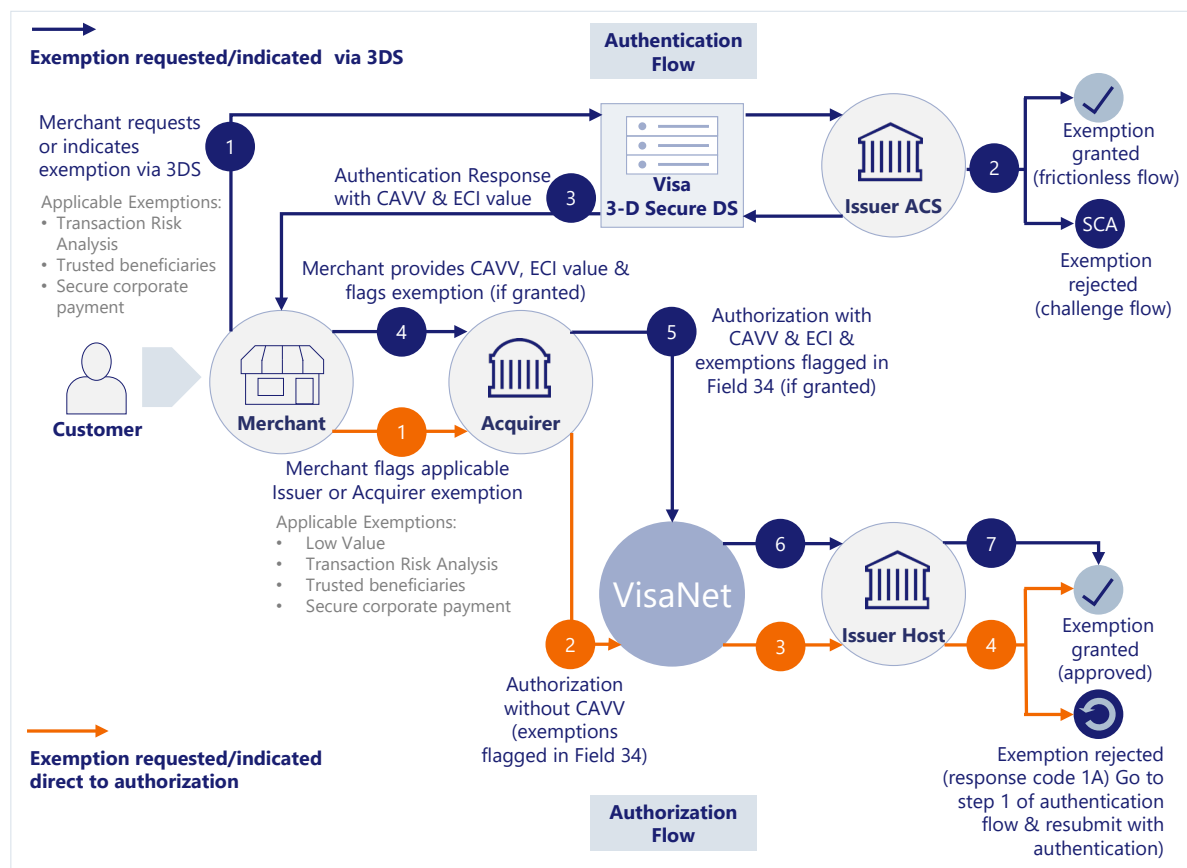 Exemption requested/indicated via 3DS
Authentication
Flow
Merchant requests
or indicates
exemption via 3DS
1
Applicable Exemptions:
• Transaction Risk
Analysis
• Trusted beneficiaries
• Secure corporate
payment
Authentication Response
with CAVV & ECI value
3
Visa
3-D Secure DS
Issuer ACS
2
Exemption
granted
(frictionless flow)
SCA
Exemption
rejected
(challenge flow)
Merchant provides CAVV, ECI value &
flags exemption (if granted)
4
5
Authorization with
CAVV & ECI &
exemptions flagged in
Field 34 (if granted)
Customer
Merchant
Acquirer
1
Merchant flags applicable
Issuer or Acquirer exemption
Applicable Exemptions:
• Low Value
• Transaction Risk Analysis
• Trusted beneficiaries
• Secure corporate payment
VisaNet
6
7
Issuer Host
2
3
4
Exemption
granted
(approved)
Authorization
without CAVV
(exemptions
flagged in Field 34)
Exemption rejected
(response code 1A) Go to
step 1 of authentication
flow & resubmit with
authentication)
Exemption requested/indicated
direct to authorization
Authorization
Flow